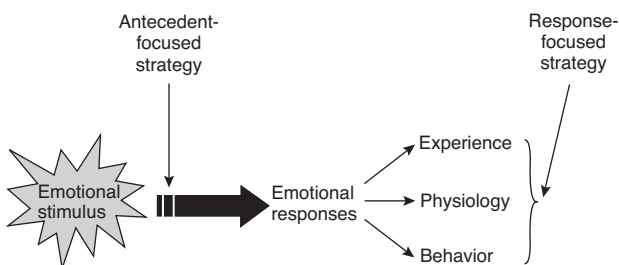 Antecedent-
focused
strategy
Response-
focused
strategy
Emotional
stimulus
Emotional
responses
Experience
Physiology
Behavior